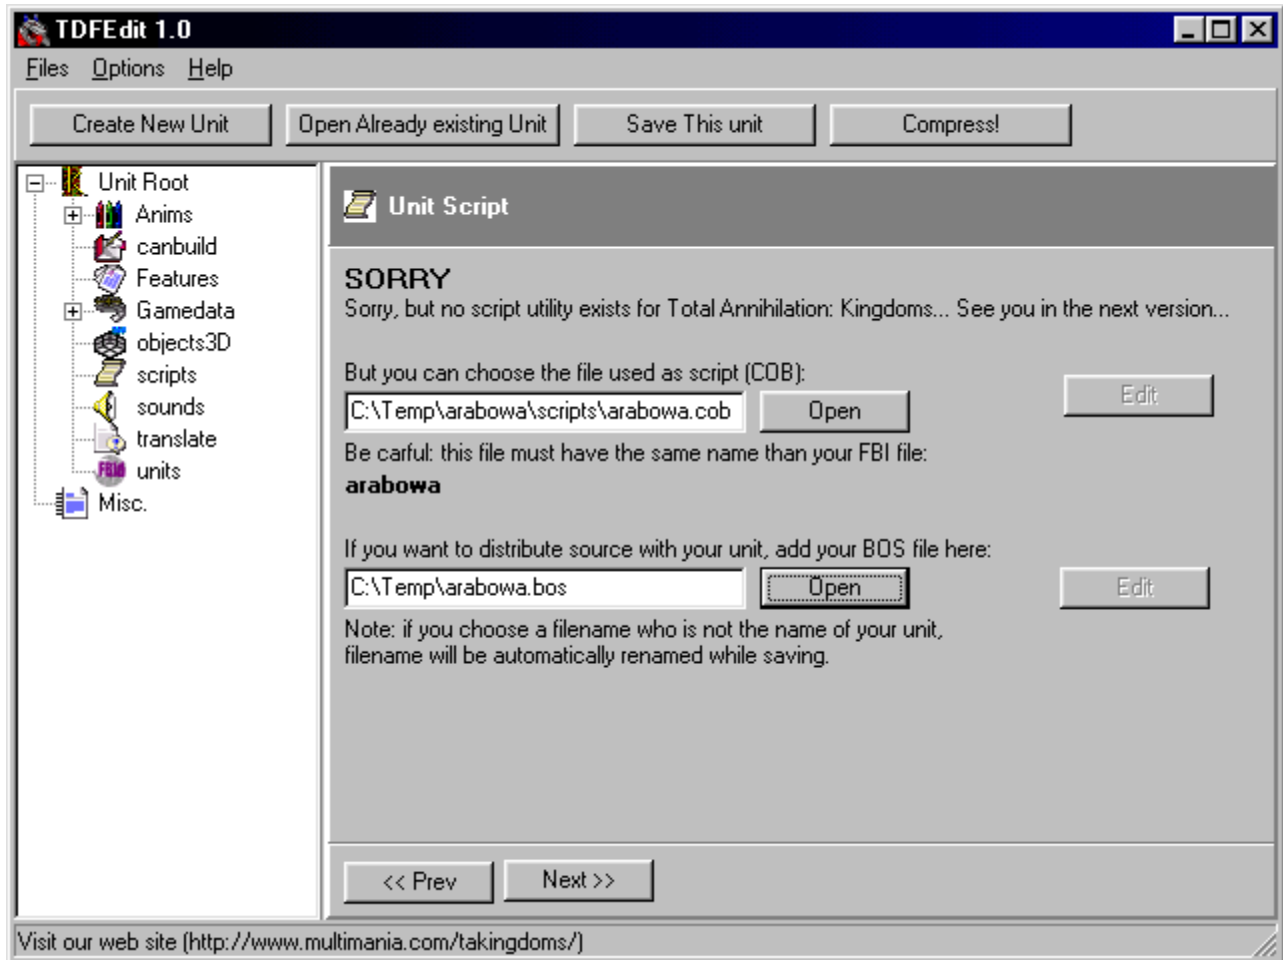 TDFEdit 1.0
Files Options Help
Create New Unit
Open Already existing Unit
Save This unit
Compress!
Unit Root
Anims
canbuild
Features
Gamedata
objects3D
scripts
sounds
translate
units
Misc.
Unit Script
SORRY
Sorry, but no script utility exists for Total Annihilation: Kingdoms... See you in the next version...
But you can choose the file used as script (COB):
C:\Temp\arabowa\scripts\arabowa.cob
Open
Edit
Be carful: this file must have the same name than your FBI file:
arabowa
If you want to distribute source with your unit, add your BOS file here:
C:\Temp\arabowa.bos
Open
Edit
Note: if you choose a filename who is not the name of your unit,
filename will be automatically renamed while saving.
<< Prev
Next >>
Visit our web site (http://www.multimania.com/takingdoms/)